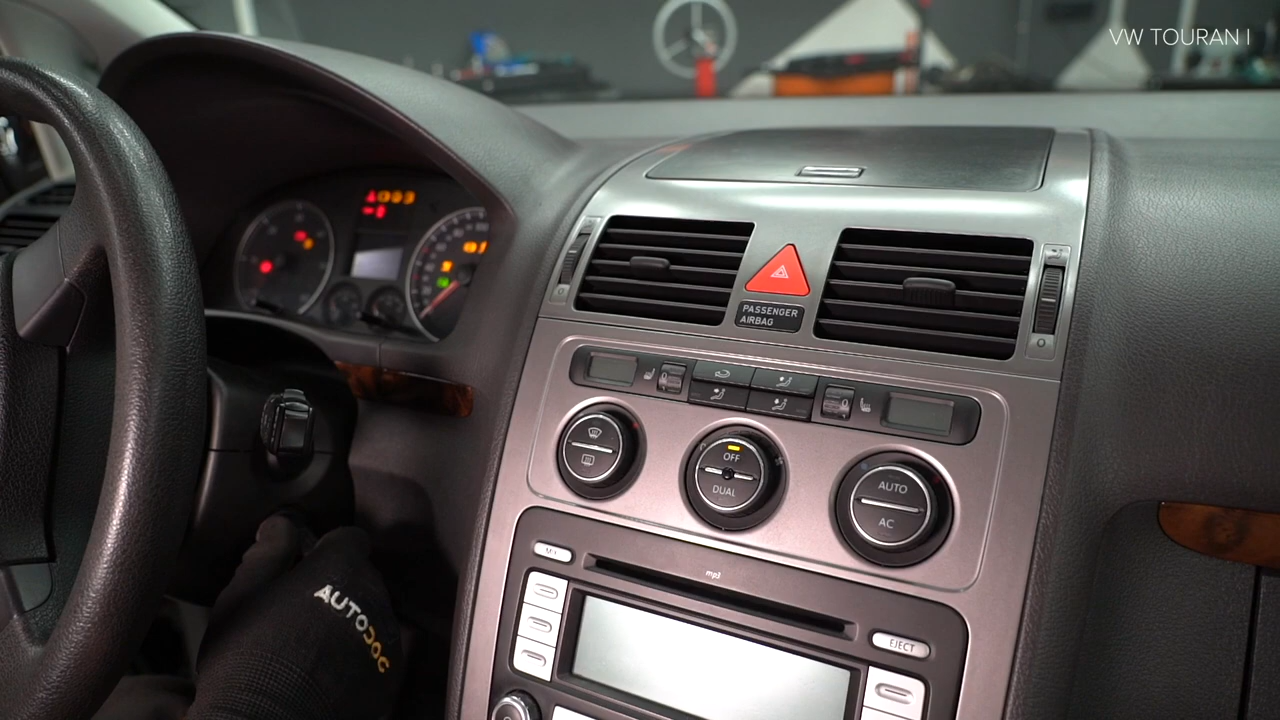 VW TOURAN I
PASSENGER
AIRBAG
OFF
DUAL
AUTO
AC
mp3
EJECT
AUTODOC